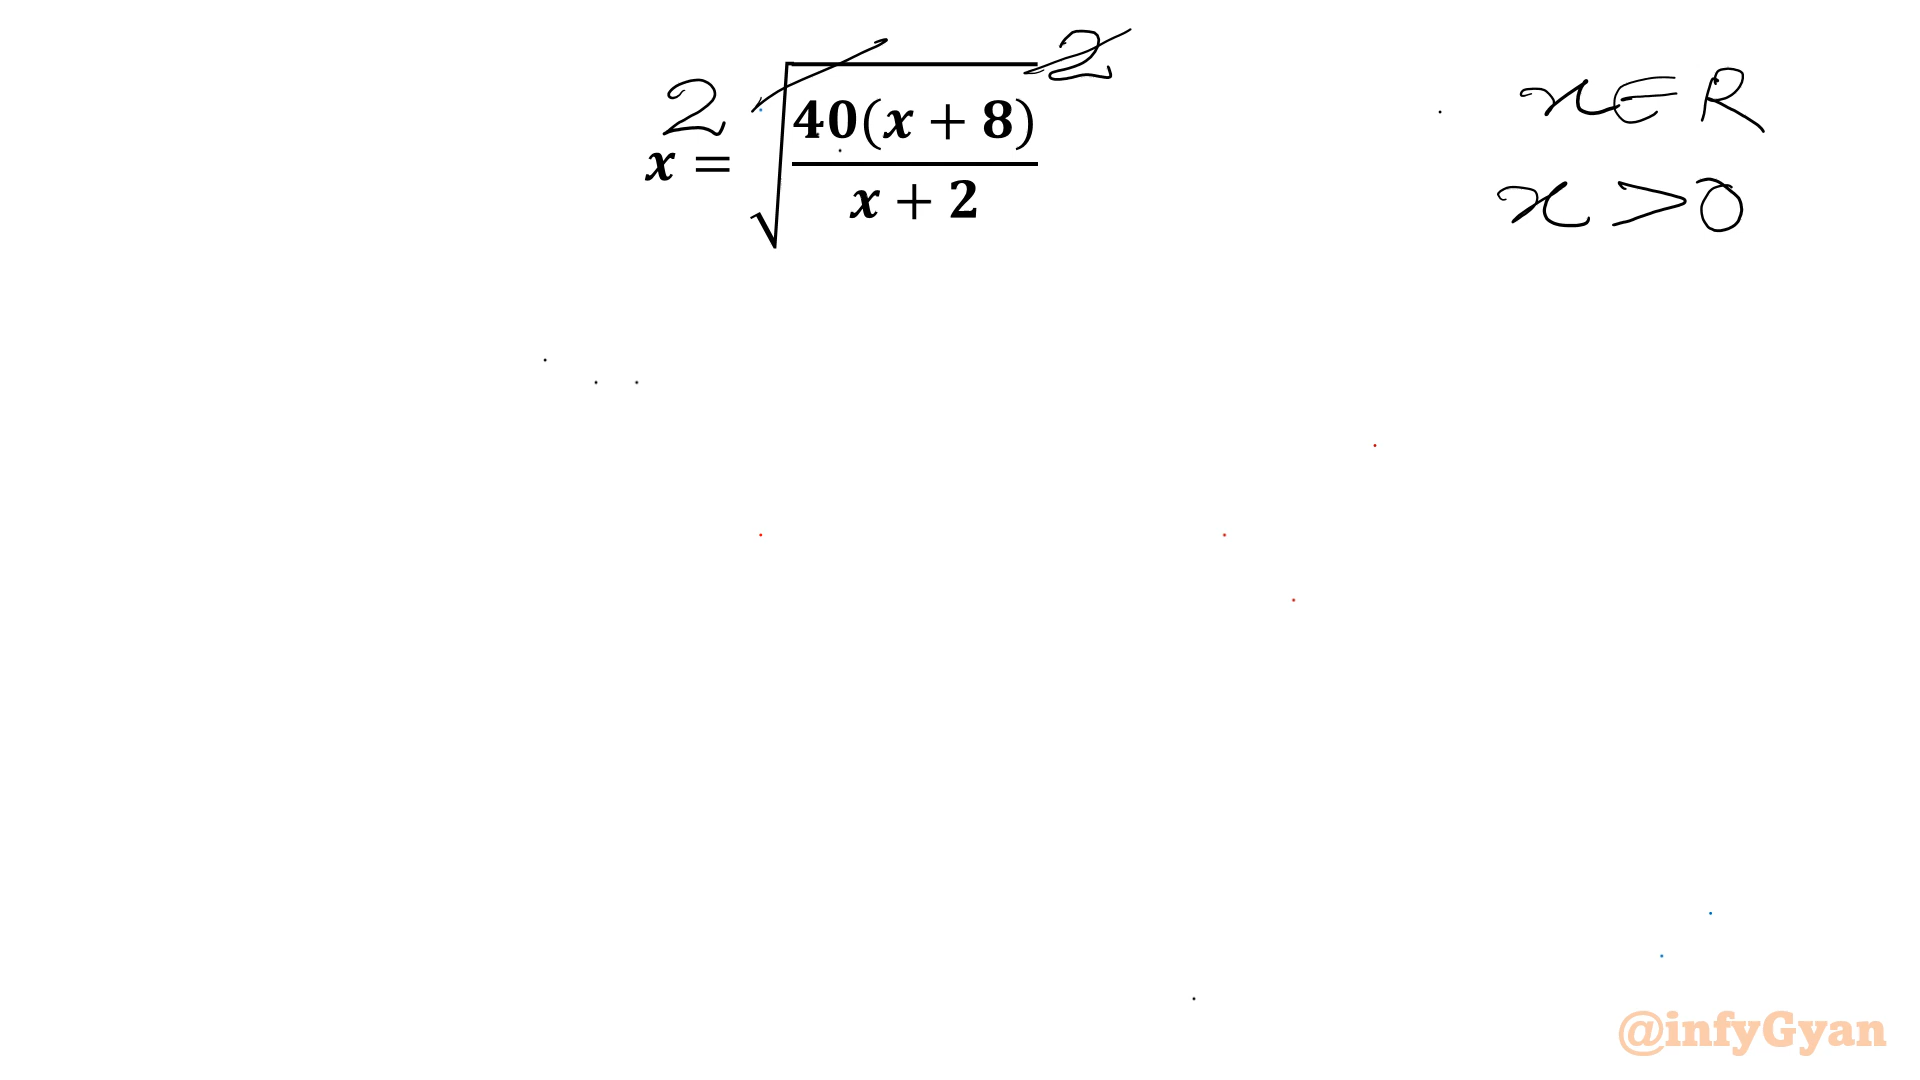 x² = √(40(x + 8)/(x + 2))²
x ∈ R
x > 0
@infyGyan